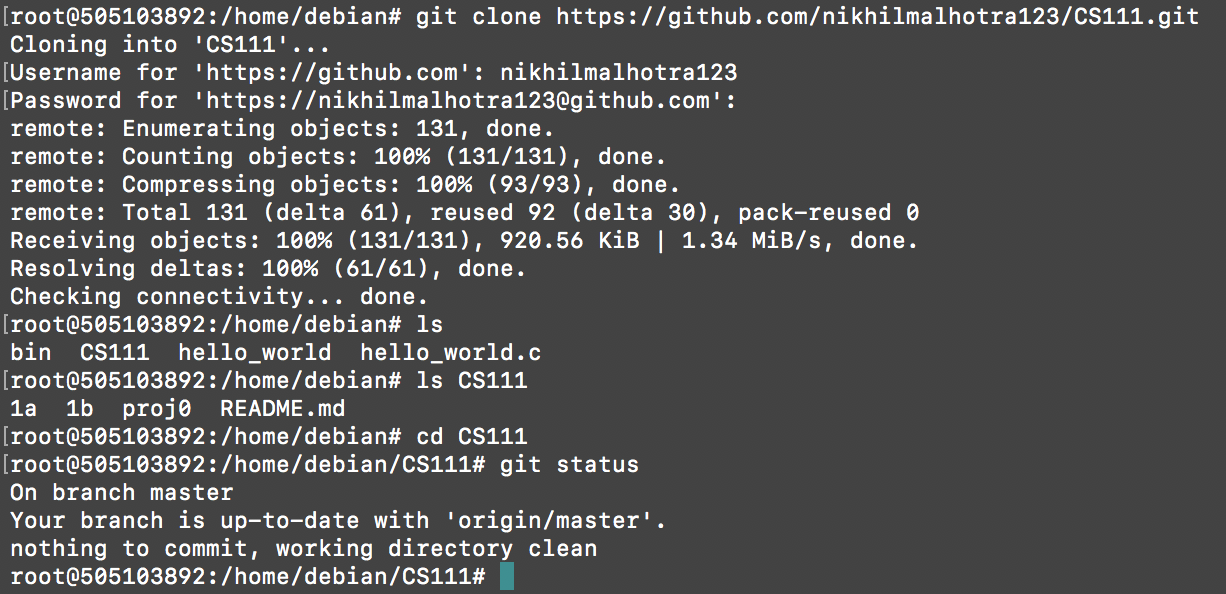 [root@505103892:/home/debian# git clone https://github.com/nikhilmalhotra123/CS111.git
Cloning into 'CS111'...
[Username for 'https://github.com': nikhilmalhotra123
[Password for 'https://nikhilmalhotra123@github.com':
remote: Enumerating objects: 131, done.
remote: Counting objects: 100% (131/131), done.
remote: Compressing objects: 100% (93/93), done.
remote: Total 131 (delta 61), reused 92 (delta 30), pack-reused 0
Receiving objects: 100% (131/131), 920.56 KiB | 1.34 MiB/s, done.
Resolving deltas: 100% (61/61), done.
Checking connectivity... done.
[root@505103892:/home/debian# ls
bin  CS111  hello_world  hello_world.c
[root@505103892:/home/debian# ls CS111
1a  1b  proj0  README.md
[root@505103892:/home/debian# cd CS111
[root@505103892:/home/debian/CS111# git status
On branch master
Your branch is up-to-date with 'origin/master'.
nothing to commit, working directory clean
root@505103892:/home/debian/CS111#